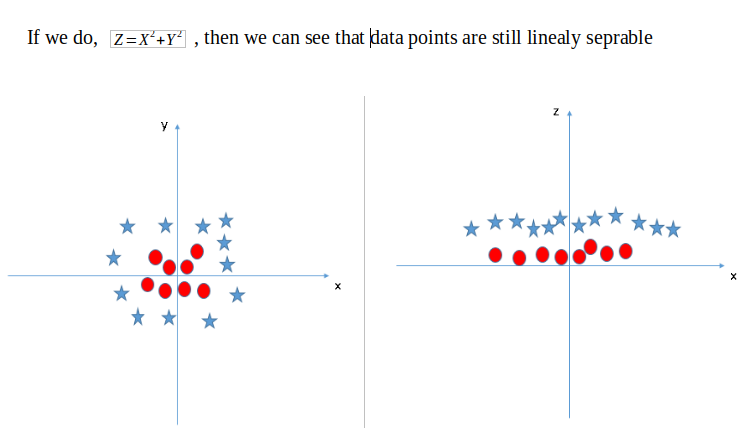 If we do, Z=X²+Y² , then we can see that data points are still linealy seprable
y
x
z
x